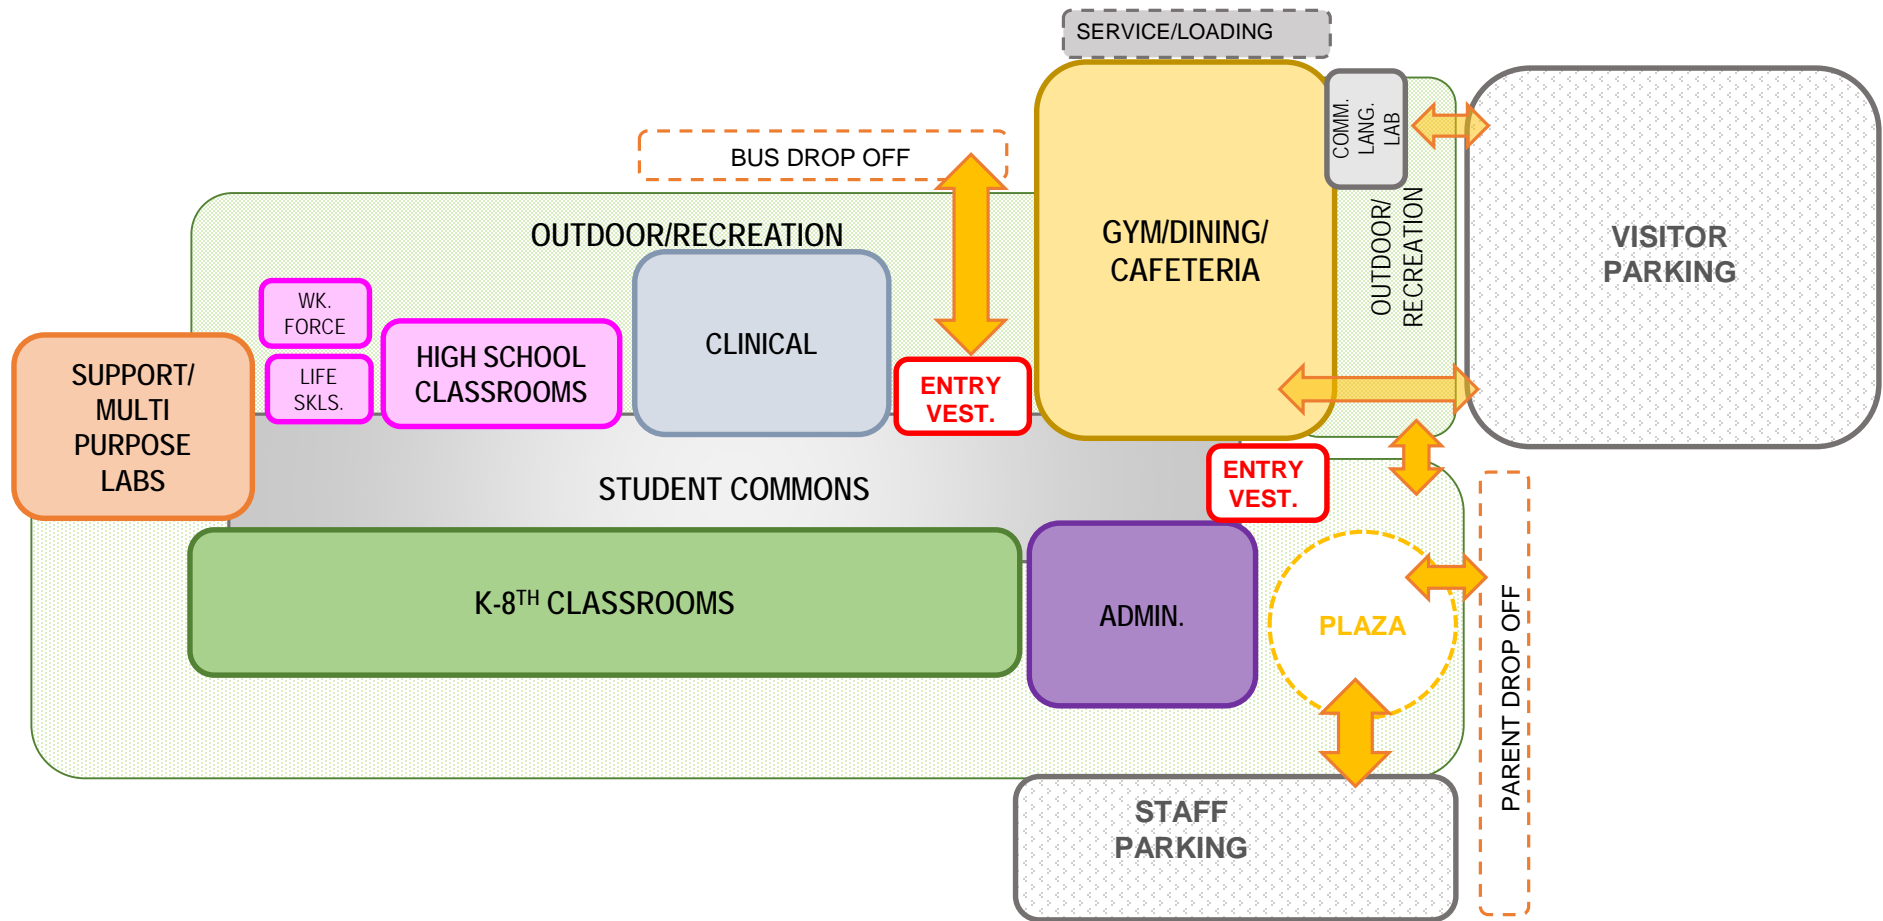 SERVICE/LOADING
COMM.
LANG.
LAB
BUS DROP OFF
OUTDOOR/RECREATION
GYM/DINING/
CAFETERIA
OUTDOOR/
RECREATION
VISITOR
PARKING
WK.
FORCE
LIFE
SKLS.
HIGH SCHOOL
CLASSROOMS
CLINICAL
ENTRY
VEST.
SUPPORT/
MULTI
PURPOSE
LABS
STUDENT COMMONS
ENTRY
VEST.
K-8TH CLASSROOMS
ADMIN.
PLAZA
PARENT DROP OFF
STAFF
PARKING